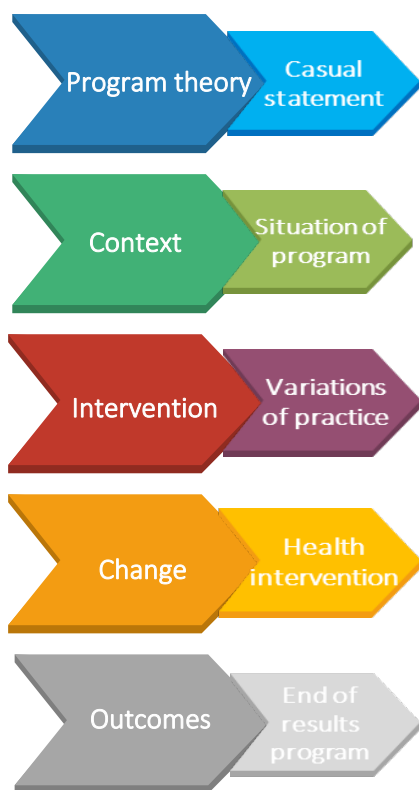 Program theory
Casual
statement
Context
Situation of
program
Intervention
Variations
of practice
Change
Health
intervention
Outcomes
End of
results
program